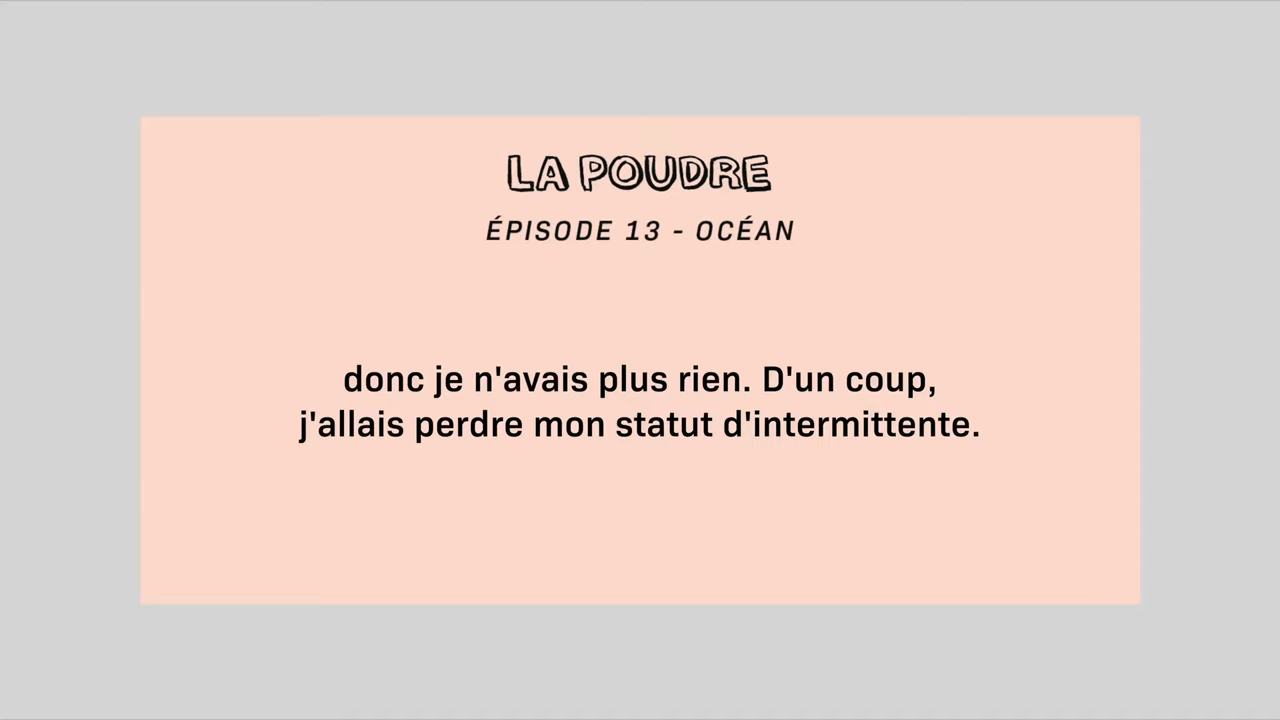 LA POUDRE
ÉPISODE 13 - OCÉAN
donc je n'avais plus rien. D'un coup,
j'allais perdre mon statut d'intermittente.